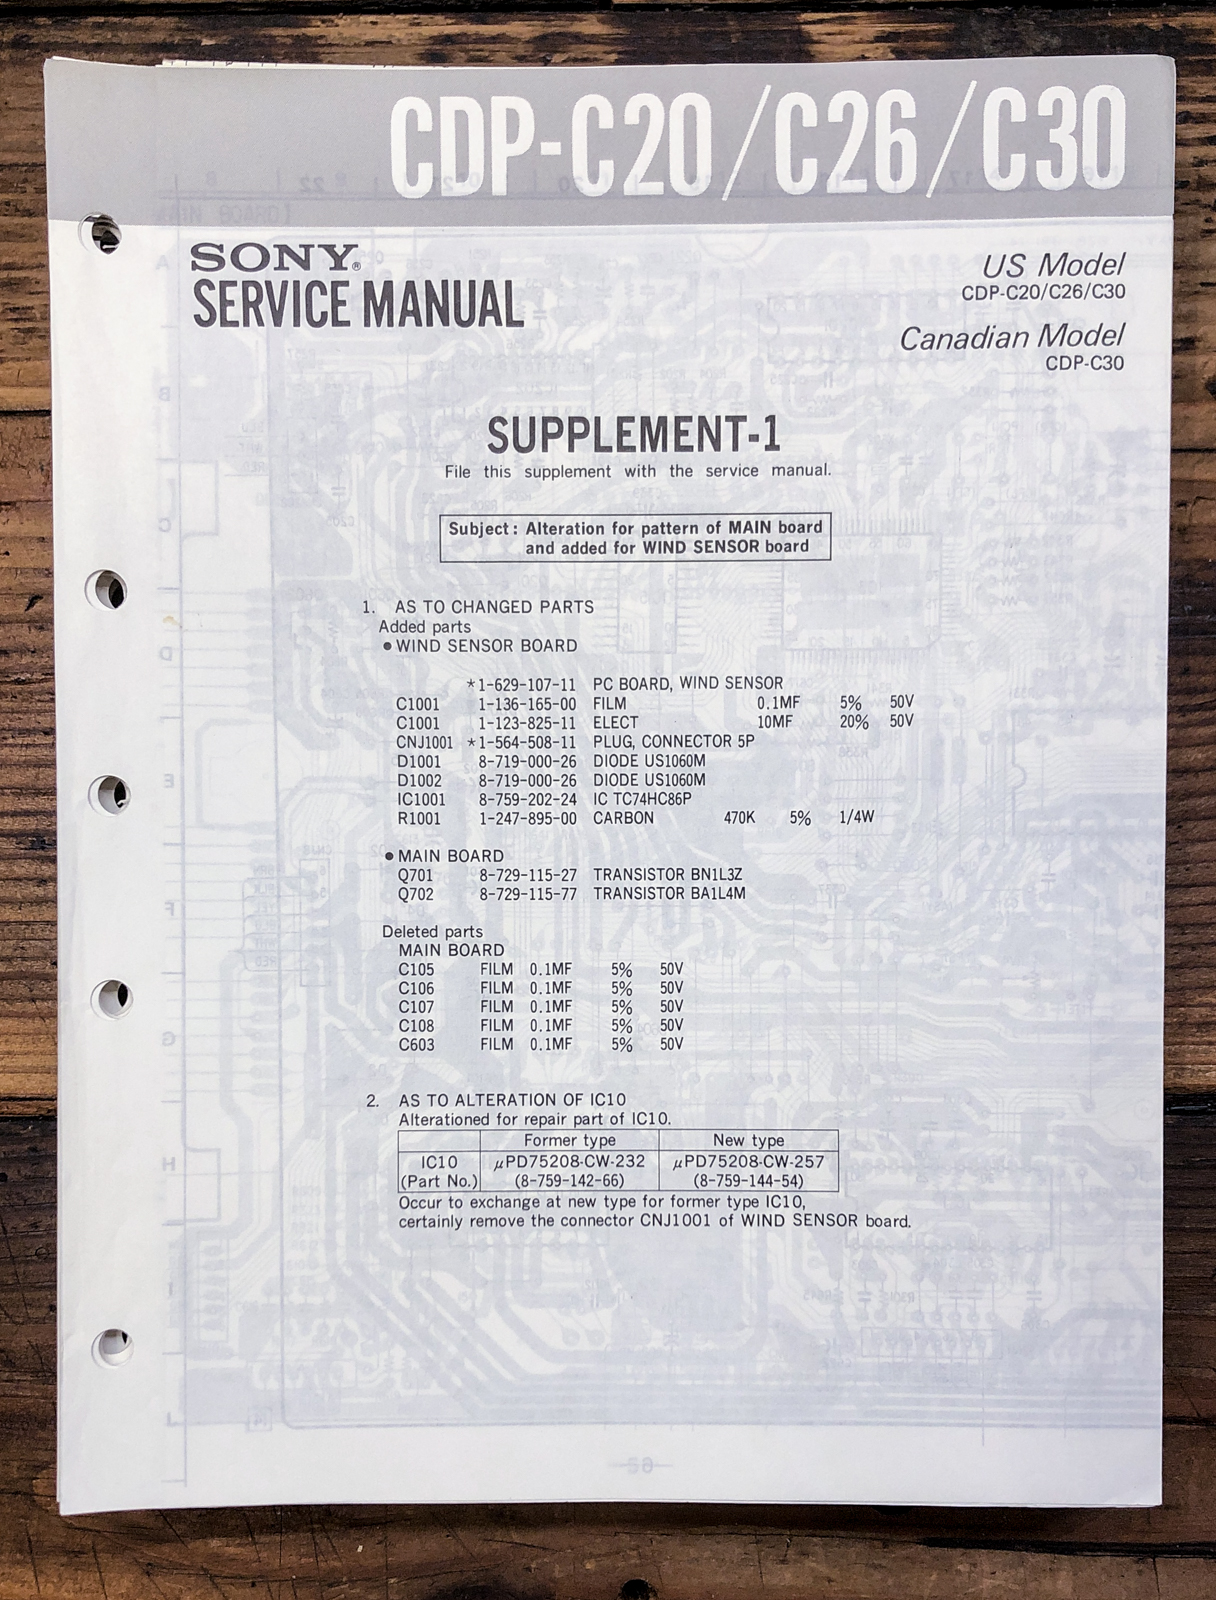 CDP-C20/C26/C30
SONY®
SERVICE MANUAL
US Model
CDP-C20/C26/C30
Canadian Model
CDP-C30
SUPPLEMENT-1
File this supplement with the service manual.
Subject: Alteration for pattern of MAIN board
and added for WIND SENSOR board
1. AS TO CHANGED PARTS
Added parts
● WIND SENSOR BOARD
*1-629-107-11 PC BOARD, WIND SENSOR
C1001 1-136-165-00 FILM 0.1MF 5% 50V
C1001 1-123-825-11 ELECT 10MF 20% 50V
CNJ1001 *1-564-508-11 PLUG, CONNECTOR 5P
D1001 8-719-000-26 DIODE US1060M
D1002 8-719-000-26 DIODE US1060M
IC1001 8-759-202-24 IC TC74HC86P
R1001 1-247-895-00 CARBON 470K 5% 1/4W
● MAIN BOARD
Q701 8-729-115-27 TRANSISTOR BN1L3Z
Q702 8-729-115-77 TRANSISTOR BA1L4M
Deleted parts
MAIN BOARD
C105 FILM 0.1MF 5% 50V
C106 FILM 0.1MF 5% 50V
C107 FILM 0.1MF 5% 50V
C108 FILM 0.1MF 5% 50V
C603 FILM 0.1MF 5% 50V
2. AS TO ALTERATION OF IC10
Alterationed for repair part of IC10.
Former type New type
IC10 μPD75208-CW-232 μPD75208-CW-257
(Part No.) (8-759-142-66) (8-759-144-54)
Occur to exchange at new type for former type IC10,
certainly remove the connector CNJ1001 of WIND SENSOR board.